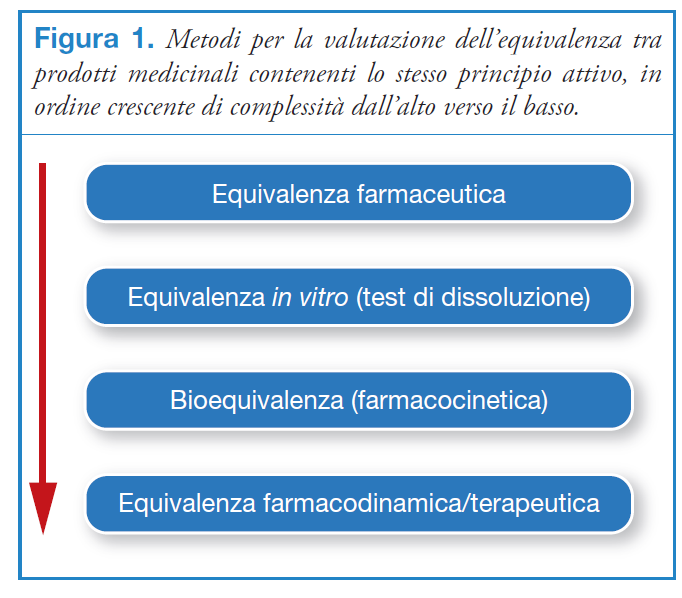 Figura 1. Metodi per la valutazione dell’equivalenza tra
prodotti medicinali contenenti lo stesso principio attivo, in
ordine crescente di complessità dall’alto verso il basso.
Equivalenza farmaceutica
Equivalenza in vitro (test di dissoluzione)
Bioequivalenza (farmacocinetica)
Equivalenza farmacodinamica/terapeutica